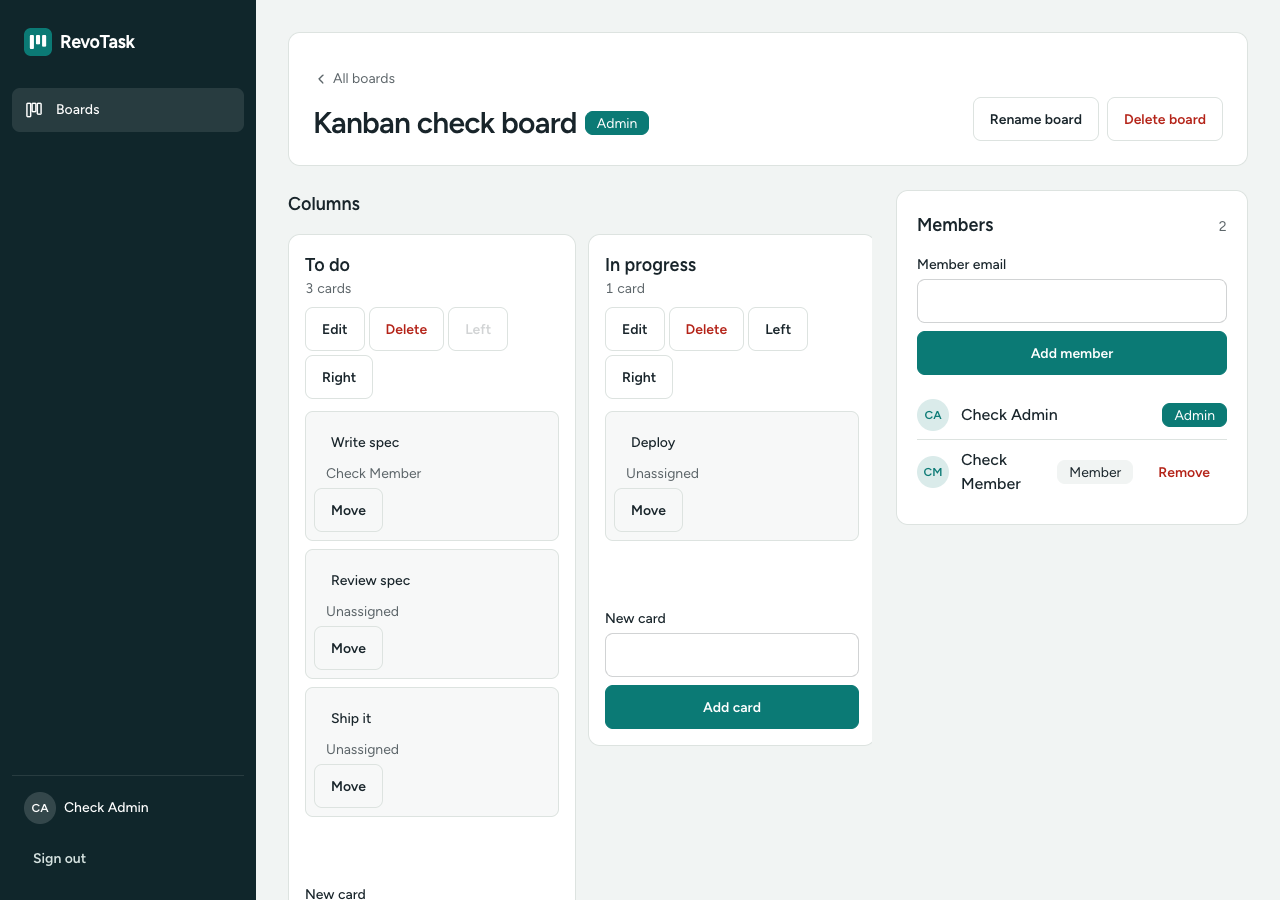 RevoTask
Boards
All boards
Kanban check board Admin
Rename board Delete board
Columns
To do
3 cards
Edit Delete Left
Right
Write spec
Check Member
Move
Review spec
Unassigned
Move
Ship it
Unassigned
Move
New card
In progress
1 card
Edit Delete Left
Right
Deploy
Unassigned
Move
New card
Add card
Members 2
Member email
Add member
CA Check Admin Admin
CM Check Member Member Remove
CA Check Admin
Sign out